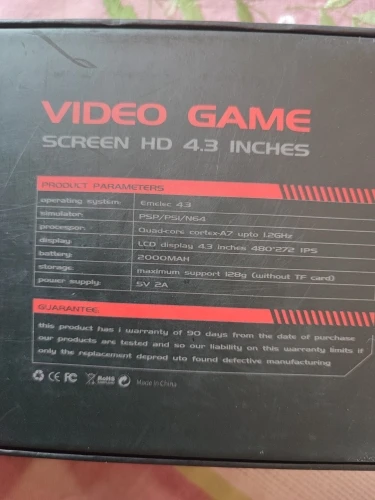 VIDEO GAME
SCREEN HD 4.3 INCHES
PRODUCT PARAMETERS
operating system: Emelec 4.3
simulator: PSP/PS1/N64
processor: Quad-core cortex-A7 upto 1.2GHz
display: LCD display 4.3 inches 480*272 IPS
battery: 2000MAH
storage: maximum support 128g (without TF card)
power supply: 5V 2A
GUARANTEE
this product has i warranty of 90 days from the date of purchase
our products are tested and so our liability on this warranty limits if
only the replacement deprod uto found defective manufacturing
CE FC RoHS Made in China